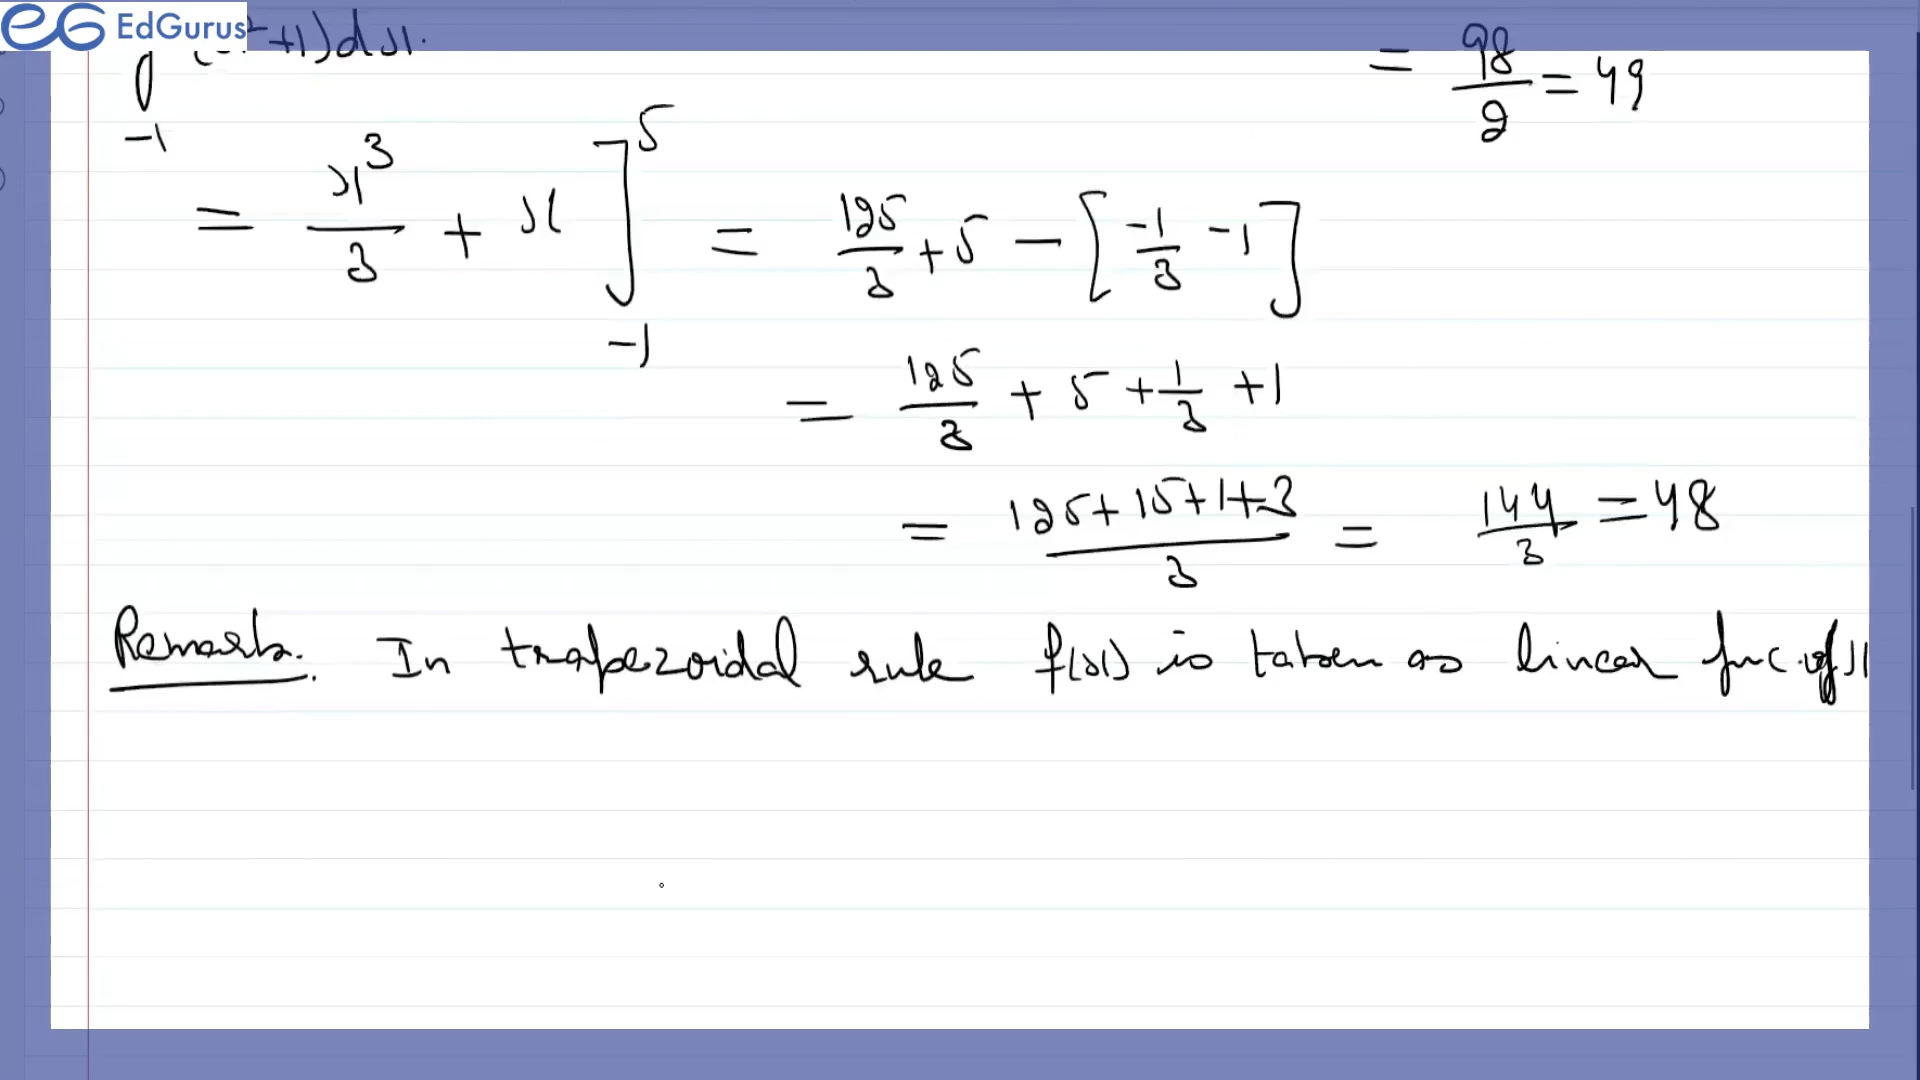 EdGurus
(x²+1)dx.
∫
-1
= 98/2 = 49
= x³/3 + x ]⁵₋₁ = 125/3 + 5 - [-1/3 - 1]
= 125/3 + 5 + 1/3 + 1
= 125+15+1+3/3 = 144/3 = 48
Remark. In trapezoidal rule f(x) is taken as linear func. of x